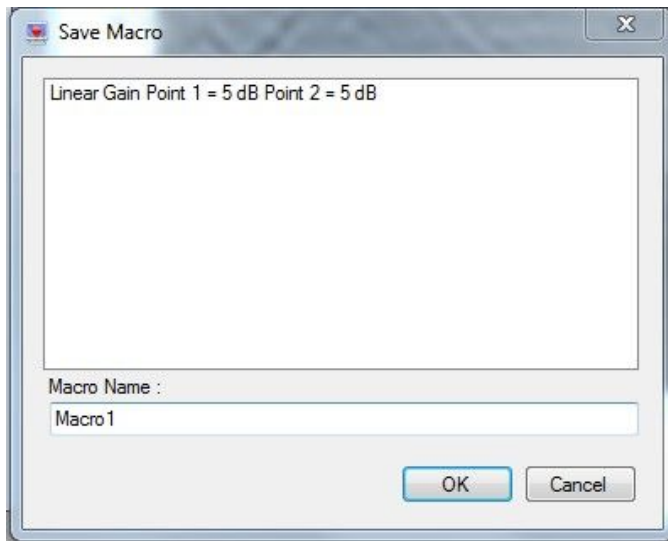 Save Macro
Linear Gain Point 1 = 5 dB Point 2 = 5 dB
Macro Name :
Macro1
OK Cancel